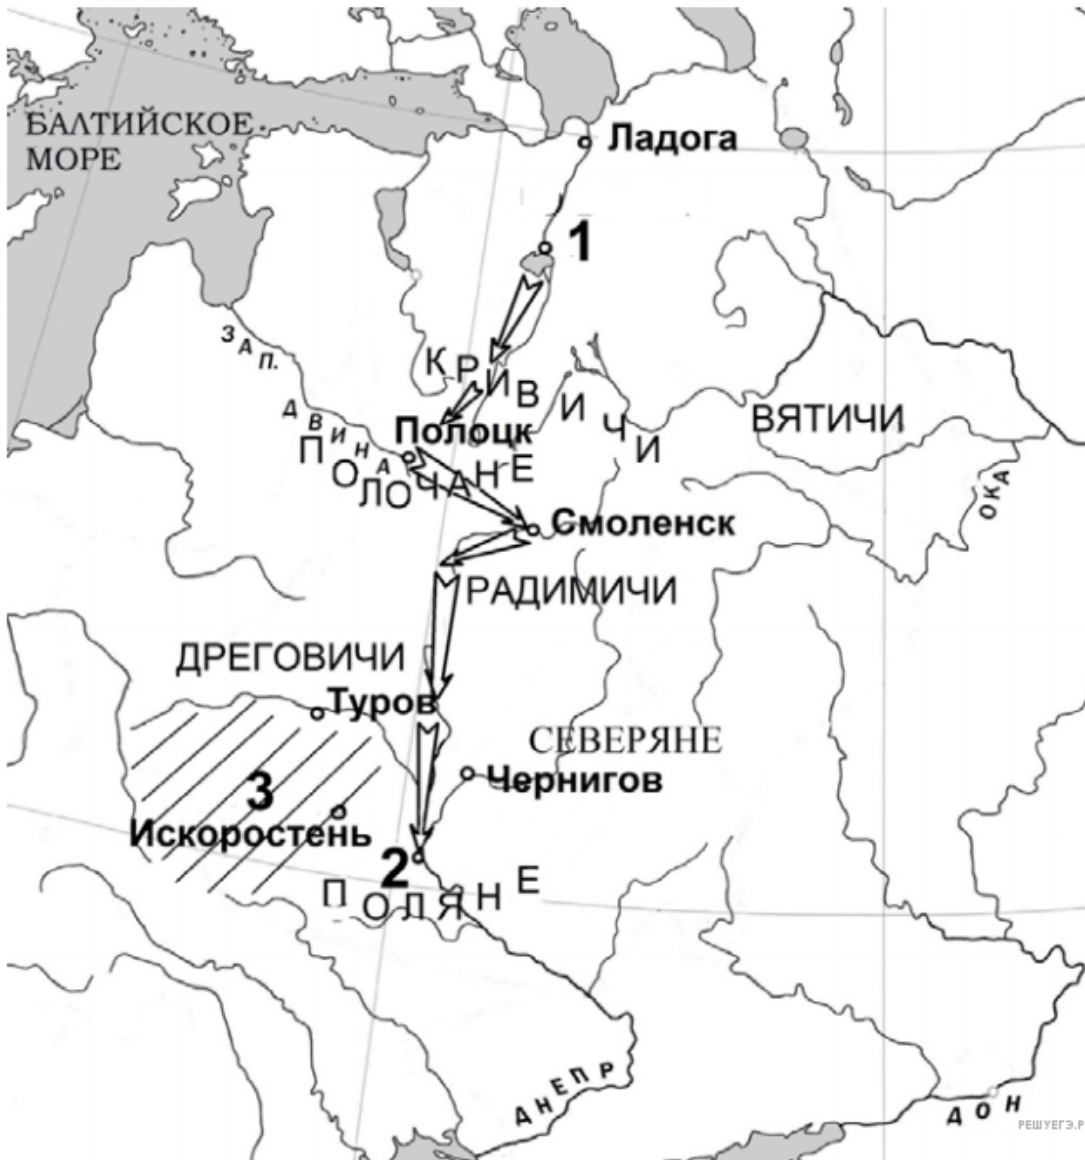 БАЛТИЙСКОЕ
МОРЕ
Ладога
1
ЗАП. ДВИНА
КРИВИЧИ
ВЯТИЧИ
Полоцк
ПОЛОЧАНЕ
ОКА
Смоленск
РАДИМИЧИ
ДРЕГОВИЧИ
Туров
СЕВЕРЯНЕ
Чернигов
3
Искоростень
2
ПОЛЯНЕ
ДНЕПР
ДОН
РЕШУЕГЭ.Р